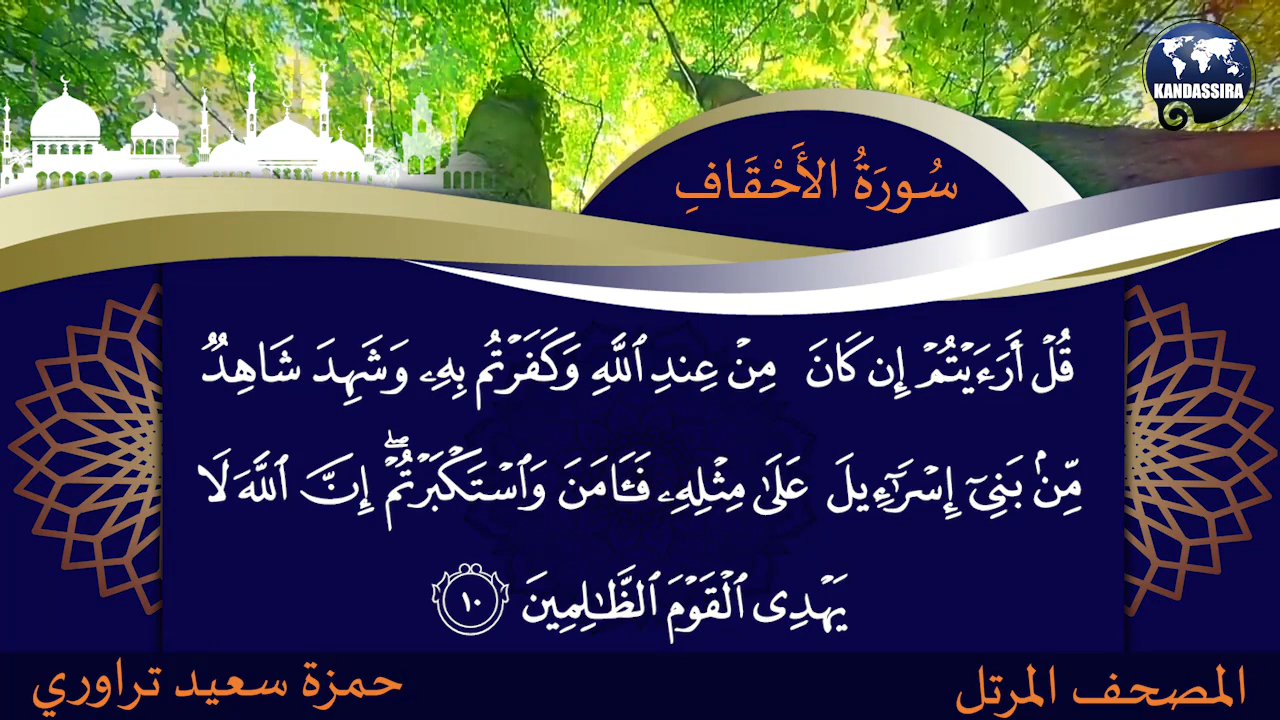 KANDASSIRA
سُورَةُ الأَحْقَافِ
قُلْ أَرَءَيْتُمْ إِن كَانَ مِنْ عِندِ ٱللَّهِ وَكَفَرْتُم بِهِۦ وَشَهِدَ شَاهِدٌ
مِّنۢ بَنِىٓ إِسْرَٰٓءِيلَ عَلَىٰ مِثْلِهِۦ فَـَٔامَنَ وَٱسْتَكْبَرْتُمْ ۖ إِنَّ ٱللَّهَ لَا
يَهْدِى ٱلْقَوْمَ ٱلظَّـٰلِمِينَ ١٠
المصحف المرتل
حمزة سعيد تراوري